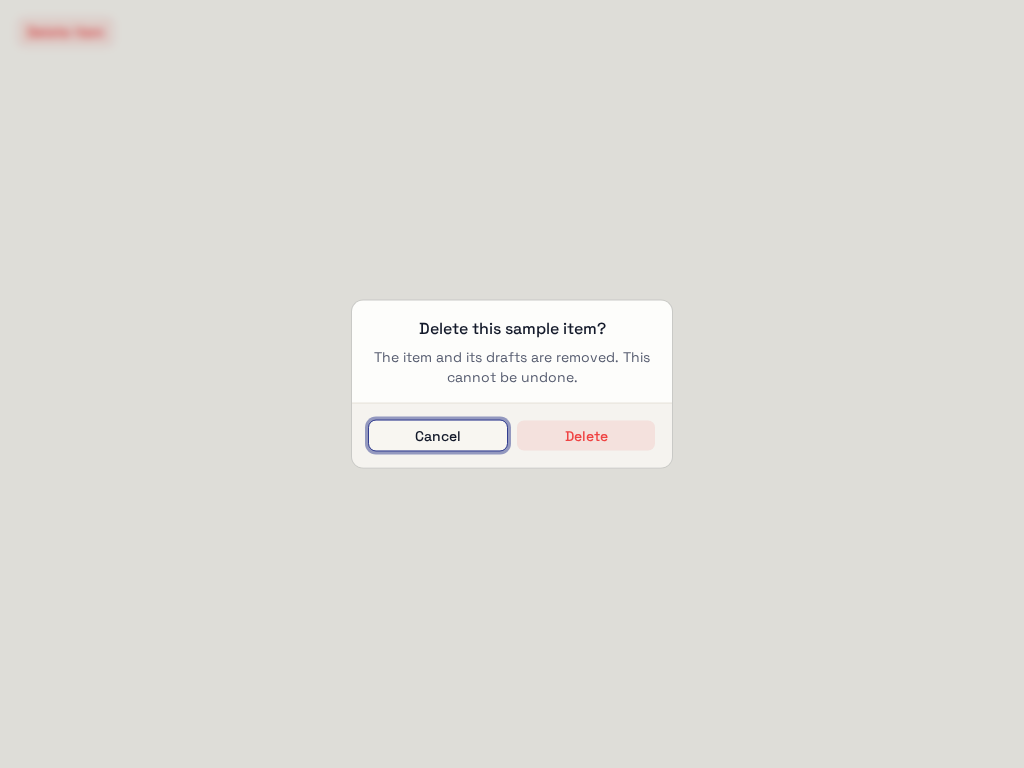 Delete this sample item?
The item and its drafts are removed. This
cannot be undone.
Cancel
Delete